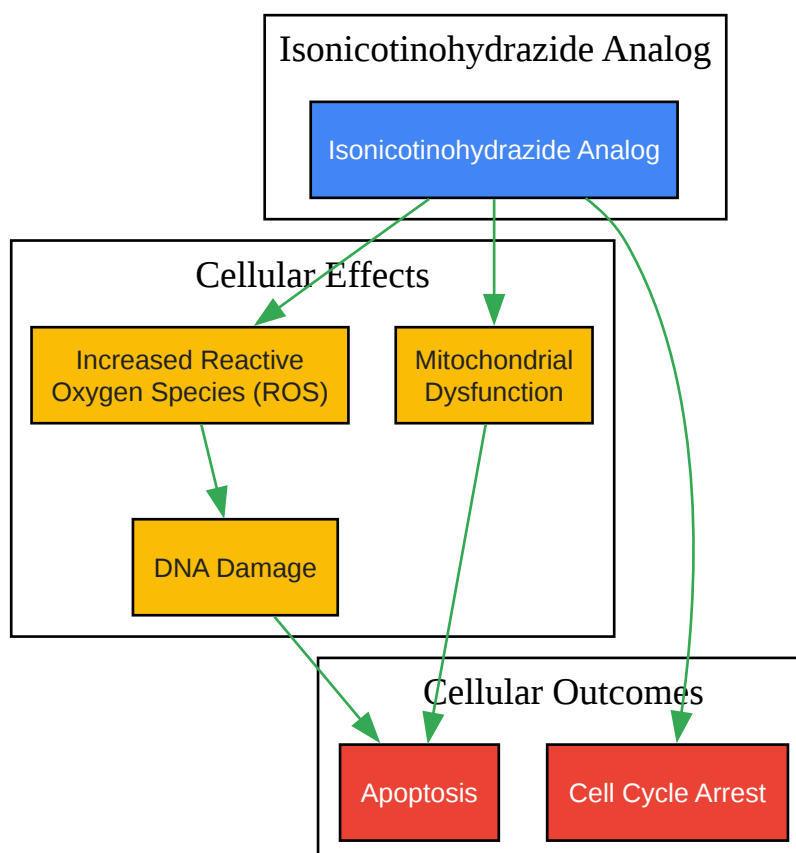 Isonicotinohydrazide Analog
Isonicotinohydrazide Analog
Cellular Effects
Increased Reactive
Oxygen Species (ROS)
Mitochondrial
Dysfunction
DNA Damage
Cellular Outcomes
Apoptosis
Cell Cycle Arrest